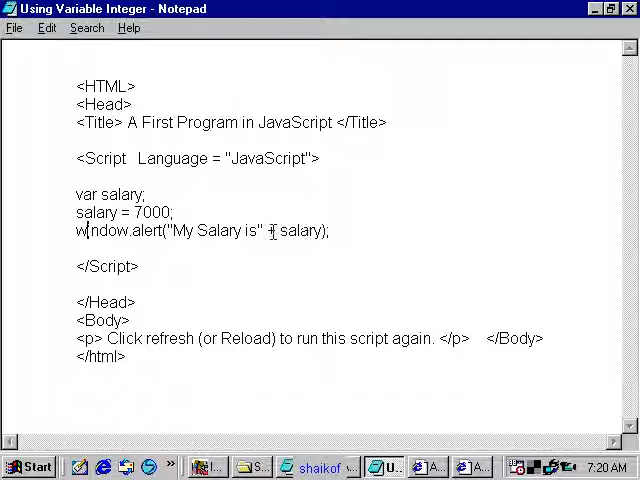 Using Variable Integer - Notepad
File Edit Search Help
<HTML>
<Head>
<Title> A First Program in JavaScript </Title>
<Script Language = "JavaScript">
var salary;
salary = 7000;
window.alert("My Salary is" + salary);
</Script>
</Head>
<Body>
<p> Click refresh (or Reload) to run this script again. </p> </Body>
</html>
Start » I... S... shaikof ... U... A... A... 7:20 AM